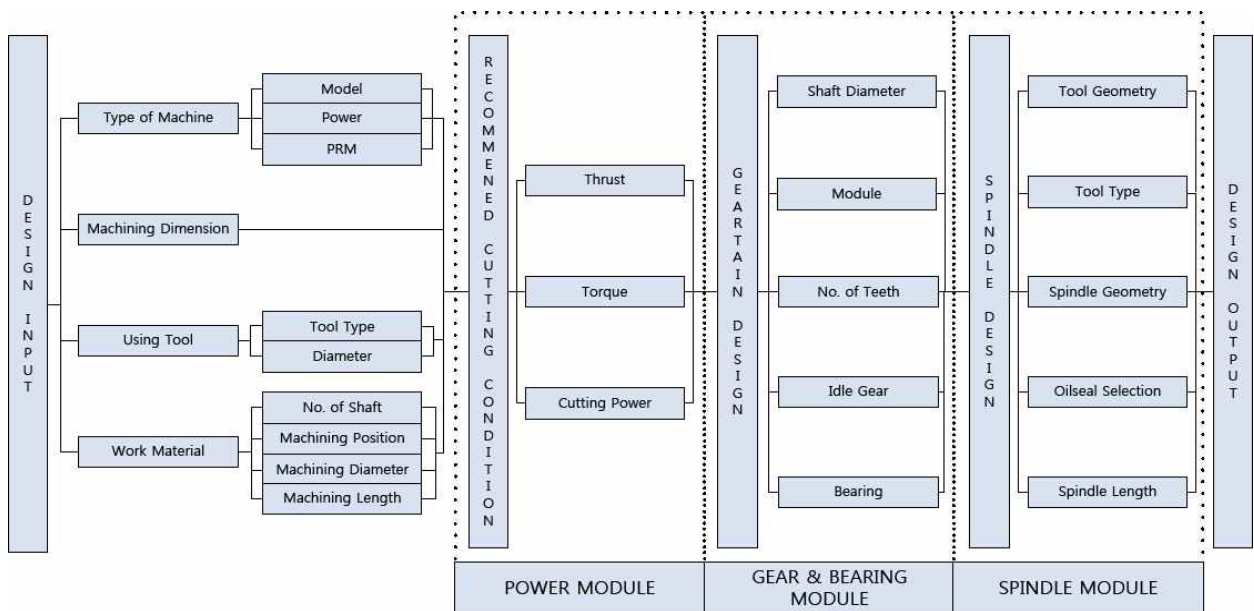 DESIGN INPUT
Type of Machine
Model
Power
PRM
Machining Dimension
Using Tool
Tool Type
Diameter
Work Material
No. of Shaft
Machining Position
Machining Diameter
Machining Length
RECOMMENED CUTTING CONDITION
Thrust
Torque
Cutting Power
POWER MODULE
GEARTAIN DESIGN
Shaft Diameter
Module
No. of Teeth
Idle Gear
Bearing
GEAR & BEARING
MODULE
SPINDLE DESIGN
Tool Geometry
Tool Type
Spindle Geometry
Oilseal Selection
Spindle Length
SPINDLE MODULE
DESIGN OUTPUT